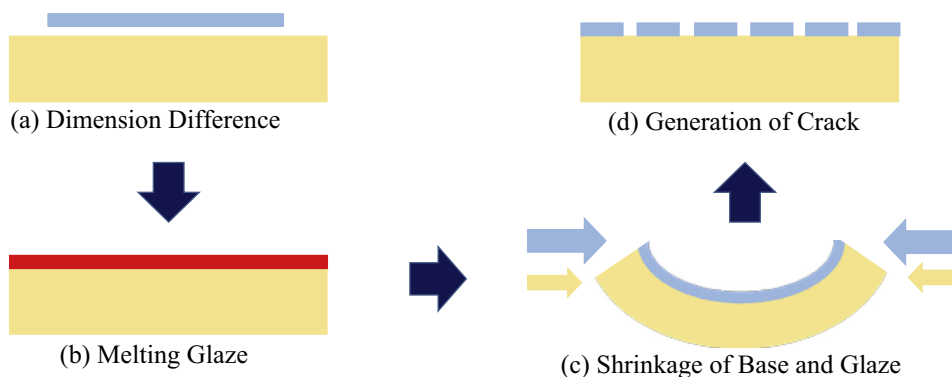 (a) Dimension Difference
(d) Generation of Crack
(b) Melting Glaze
(c) Shrinkage of Base and Glaze